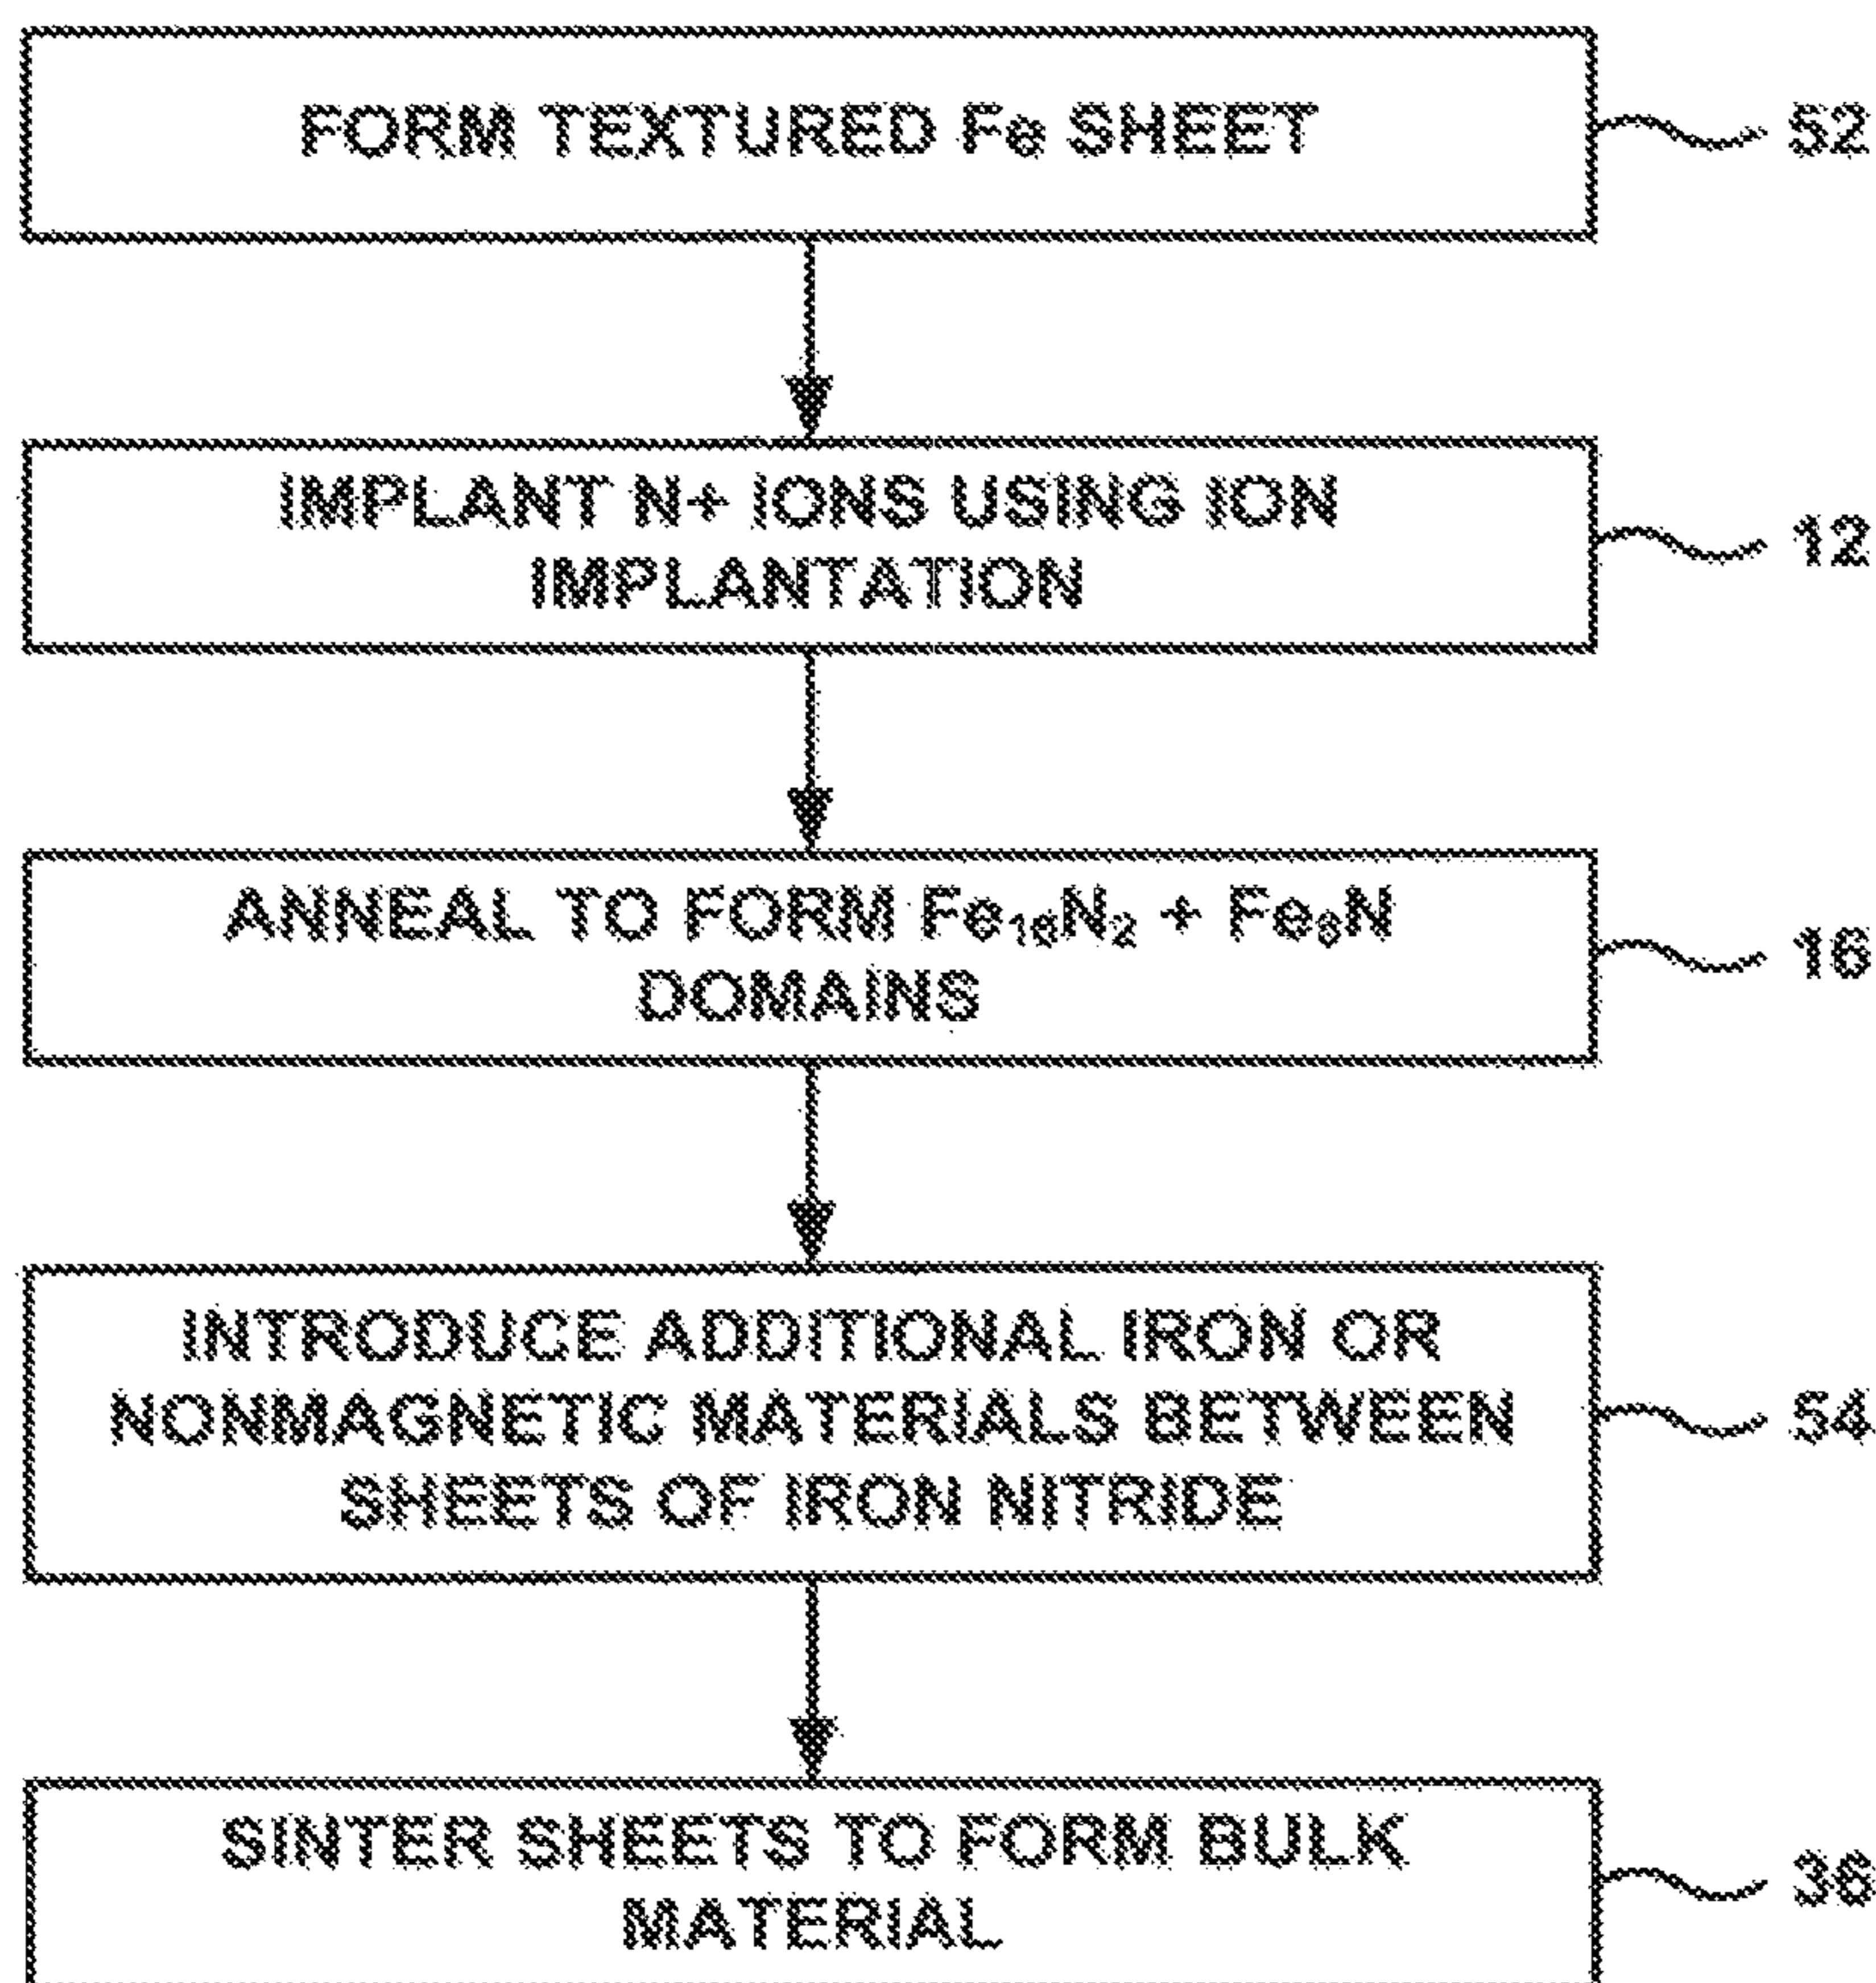 FORM TEXTURED Fe SHEET
52
IMPLANT N+ IONS USING ION
IMPLANTATION
12
ANNEAL TO FORM Fe₁₆N₂ + Fe₈N
DOMAINS
16
INTRODUCE ADDITIONAL IRON OR
NONMAGNETIC MATERIALS BETWEEN
SHEETS OF IRON NITRIDE
54
SINTER SHEETS TO FORM BULK
MATERIAL
36